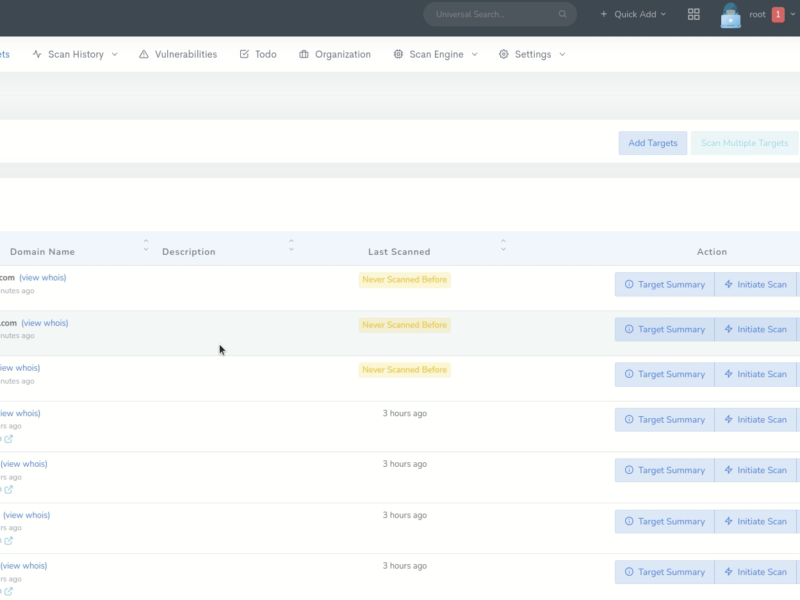 Universal Search...
Quick Add
root
1
ets
Scan History
Vulnerabilities
Todo
Organization
Scan Engine
Settings
Add Targets
Scan Multiple Targets
Domain Name
Description
Last Scanned
Action
com (view whois)
nutes ago
Never Scanned Before
Target Summary
Initiate Scan
.com (view whois)
nutes ago
Never Scanned Before
Target Summary
Initiate Scan
iew whois)
nutes ago
Never Scanned Before
Target Summary
Initiate Scan
iew whois)
rs ago
3 hours ago
Target Summary
Initiate Scan
(view whois)
rs ago
3 hours ago
Target Summary
Initiate Scan
(view whois)
rs ago
3 hours ago
Target Summary
Initiate Scan
(view whois)
rs ago
3 hours ago
Target Summary
Initiate Scan